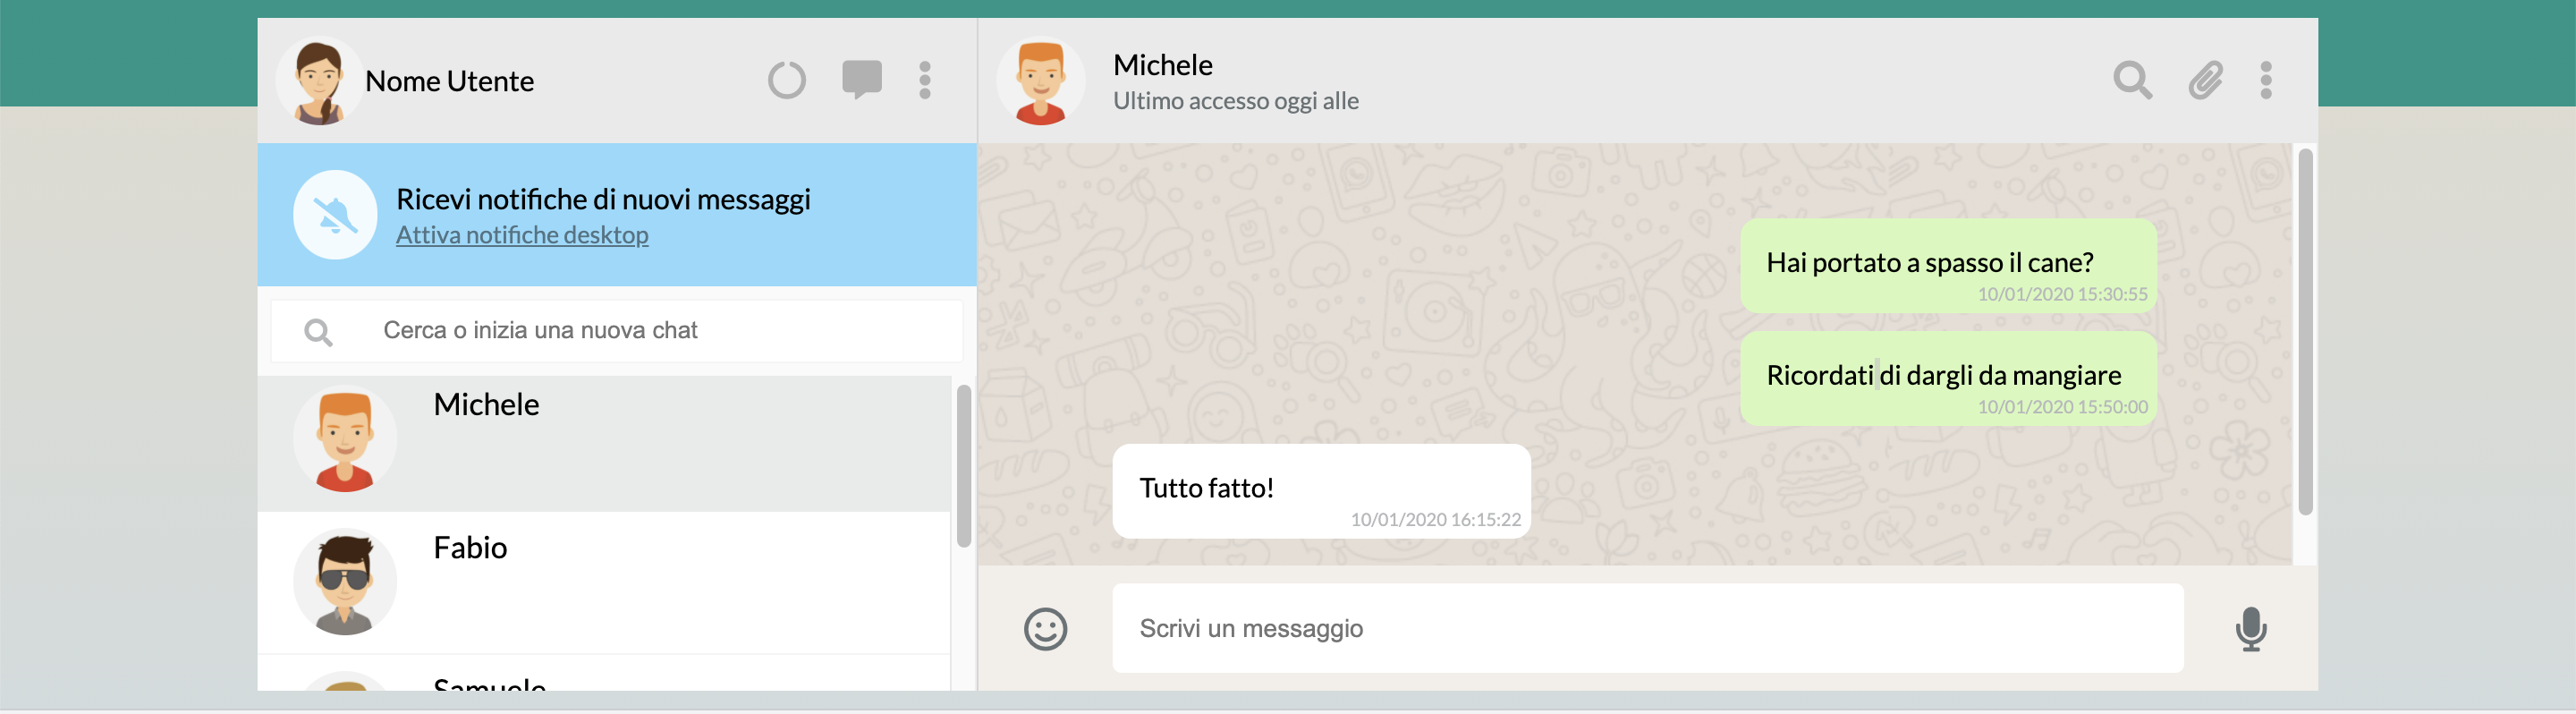 Nome Utente
Ricevi notifiche di nuovi messaggi
Attiva notifiche desktop
Cerca o inizia una nuova chat
Michele
Fabio
Samuele
Michele
Ultimo accesso oggi alle
Hai portato a spasso il cane?
10/01/2020 15:30:55
Ricordati di dargli da mangiare
10/01/2020 15:50:00
Tutto fatto!
10/01/2020 16:15:22
Scrivi un messaggio